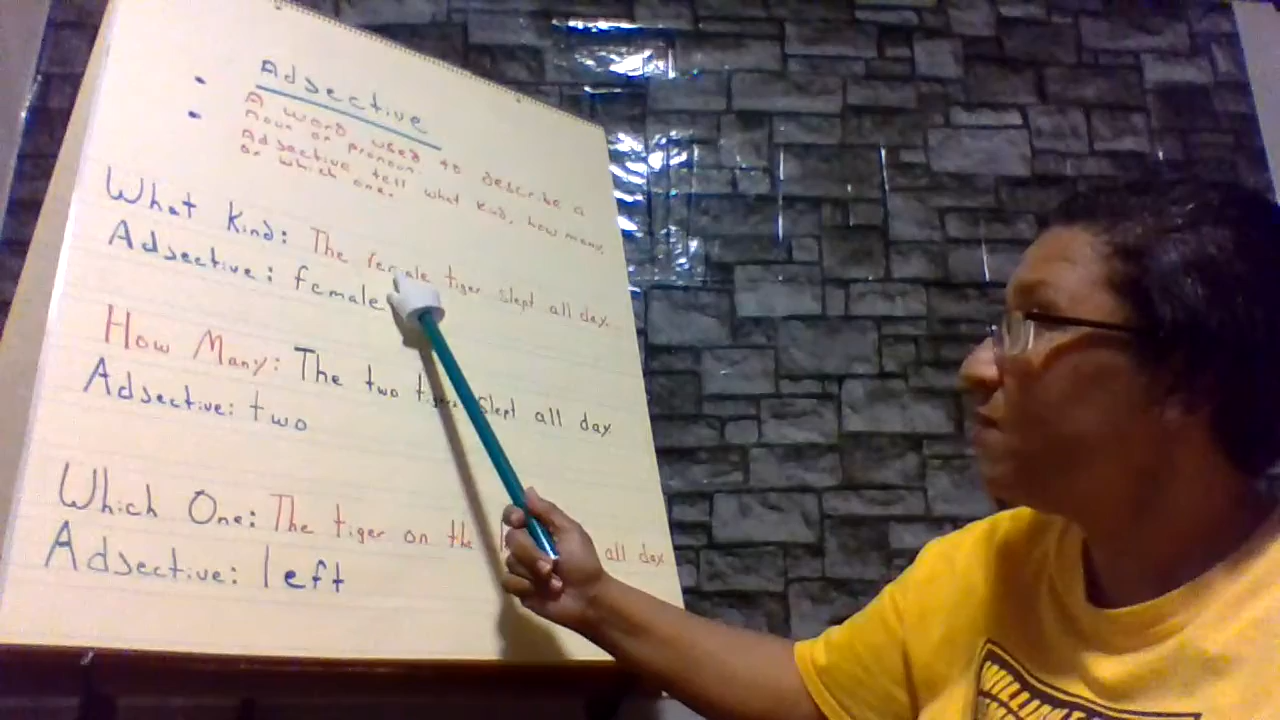 Adjective
• A word used to describe a
noun or pronoun.
• Adjective tell what kind, how many,
or which one.
What Kind: The female tiger slept all day.
Adjective: female
How Many: The two slept all day.
Adjective: two
Which One: The tiger on the all day.
Adjective: left